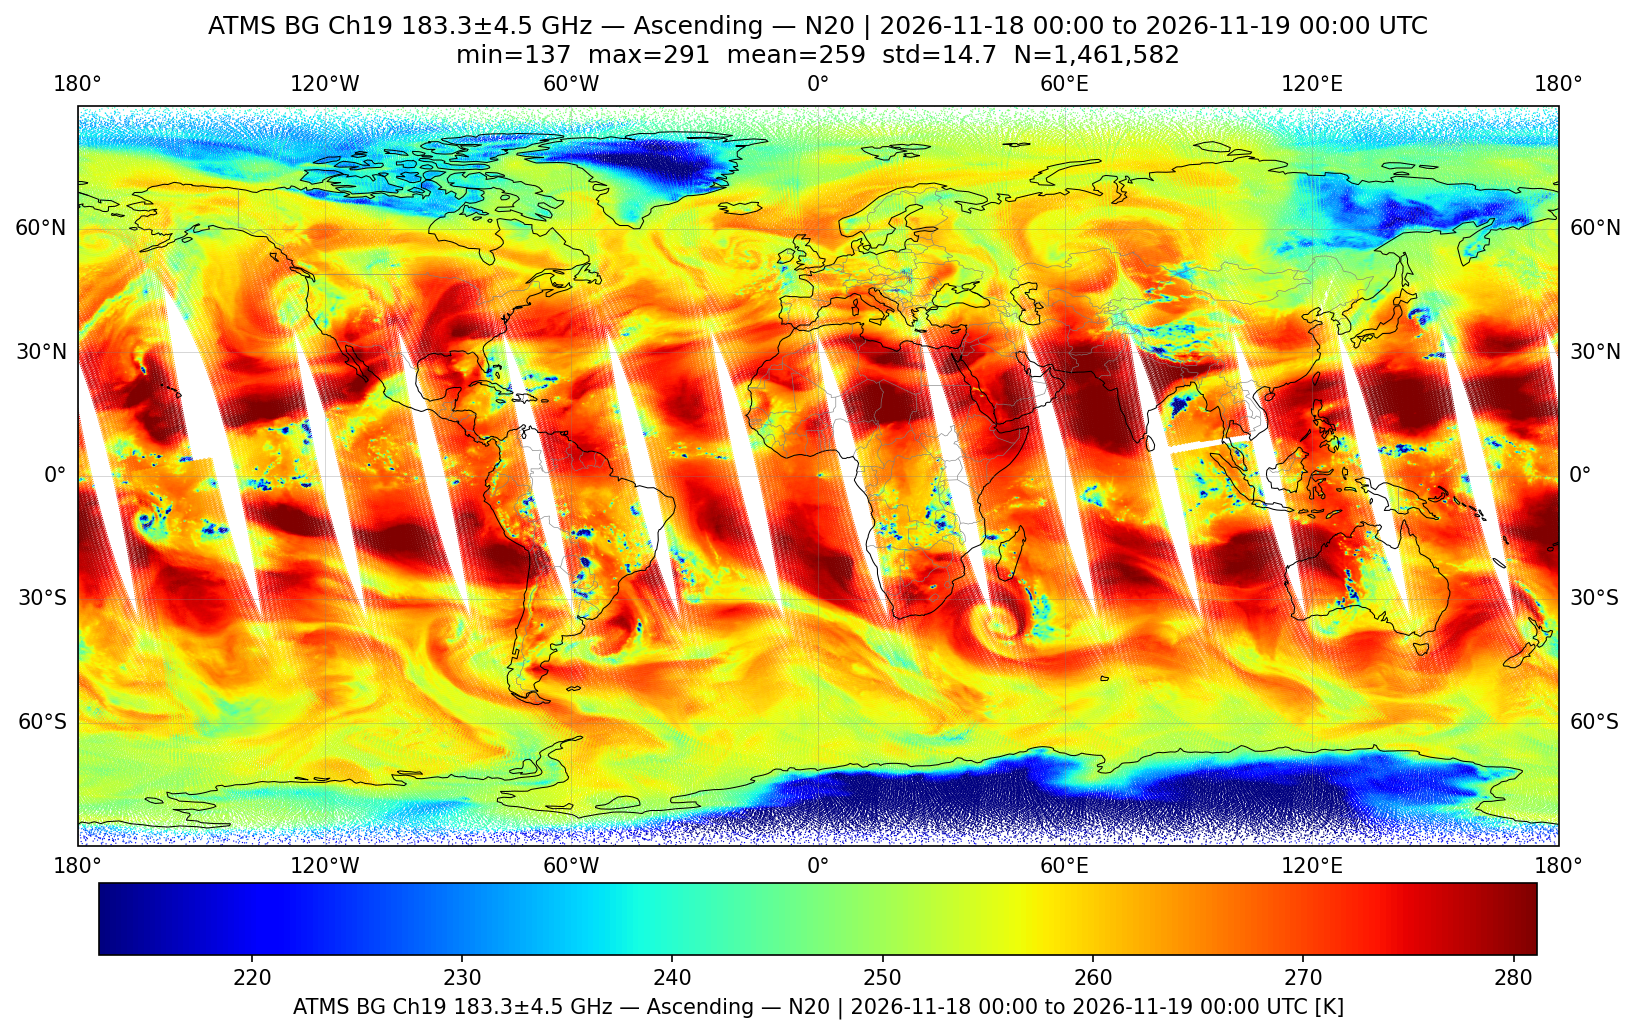 ATMS BG Ch19 183.3±4.5 GHz — Ascending — N20 | 2026-11-18 00:00 to 2026-11-19 00:00 UTC
min=137 max=291 mean=259 std=14.7 N=1,461,582
180° 120°W 60°W 0° 60°E 120°E 180°
60°N 60°N
30°N 30°N
0° 0°
30°S 30°S
60°S 60°S
180° 120°W 60°W 0° 60°E 120°E 180°
220 230 240 250 260 270 280
ATMS BG Ch19 183.3±4.5 GHz — Ascending — N20 | 2026-11-18 00:00 to 2026-11-19 00:00 UTC [K]